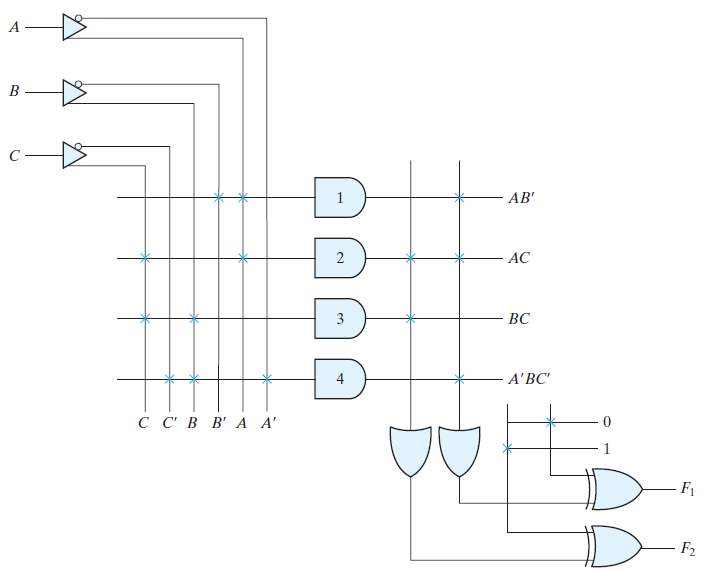 A
B
C
1 AB′
2 AC
3 BC
4 A′BC′
C C′ B B′ A A′
0
1
F₁
F₂